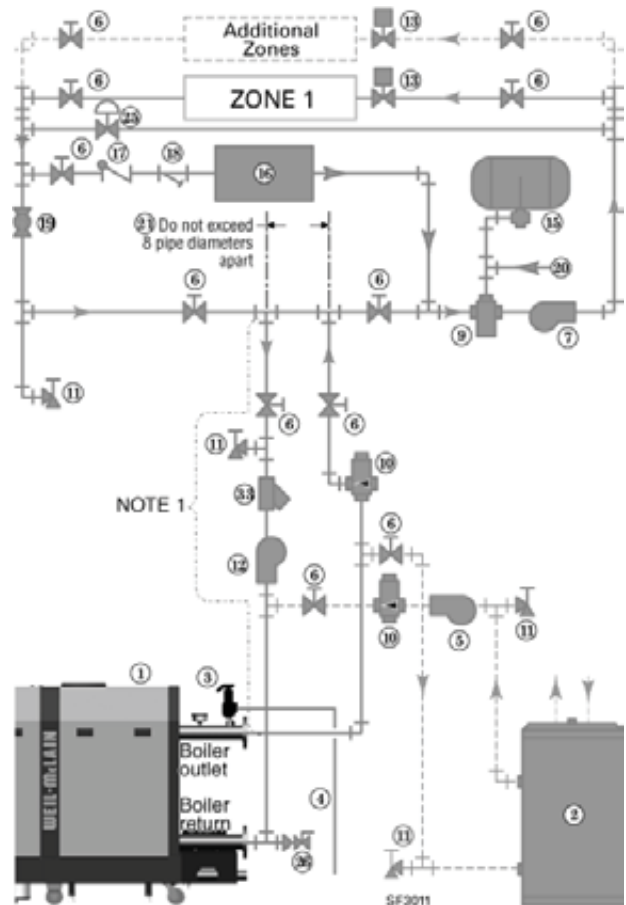 6 13 6
Additional
Zones
6 13 6
ZONE 1
25
6 17 18
16
19
15
21 Do not exceed
8 pipe diameters
apart
20
6 6
9 7
11
6 6
11
10
NOTE 1
33
6
12
6
10
5
11
1 3
WEIL-McLAIN
Boiler
outlet
4
2
Boiler
return
26
11
SF3011